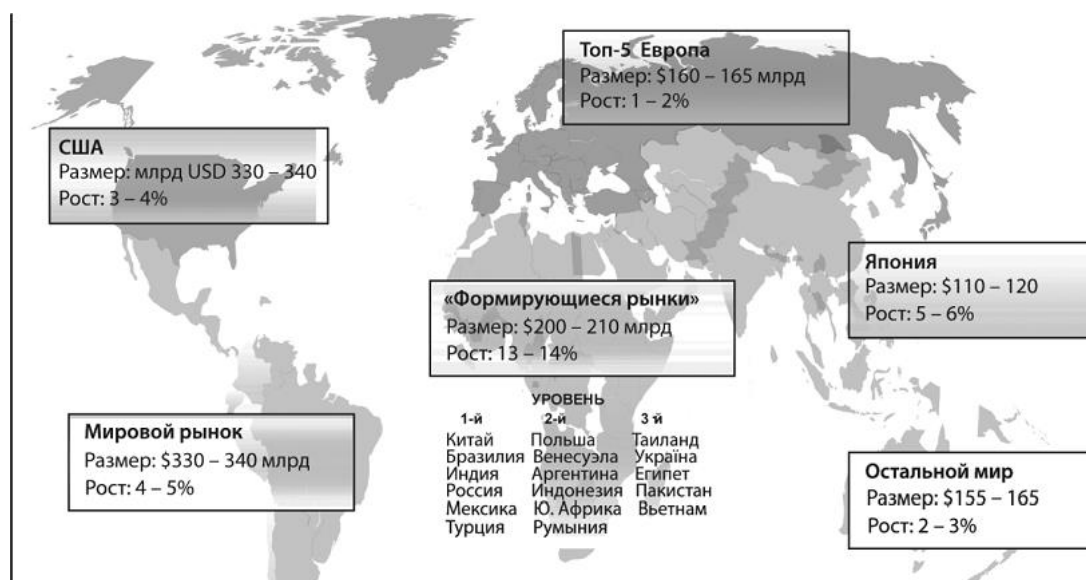 Топ-5 Европа
Размер: $160 – 165 млрд
Рост: 1 – 2%
США
Размер: млрд USD 330 – 340
Рост: 3 – 4%
Япония
Размер: $110 – 120
Рост: 5 – 6%
«Формирующиеся рынки»
Размер: $200 – 210 млрд
Рост: 13 – 14%
УРОВЕНЬ
1-й 2-й 3 й
Китай Польша Таиланд
Бразилия Венесуэла Україна
Индия Аргентина Египет
Россия Индонезия Пакистан
Мексика Ю. Африка Вьетнам
Турция Румыния
Мировой рынок
Размер: $330 – 340 млрд
Рост: 4 – 5%
Остальной мир
Размер: $155 – 165
Рост: 2 – 3%